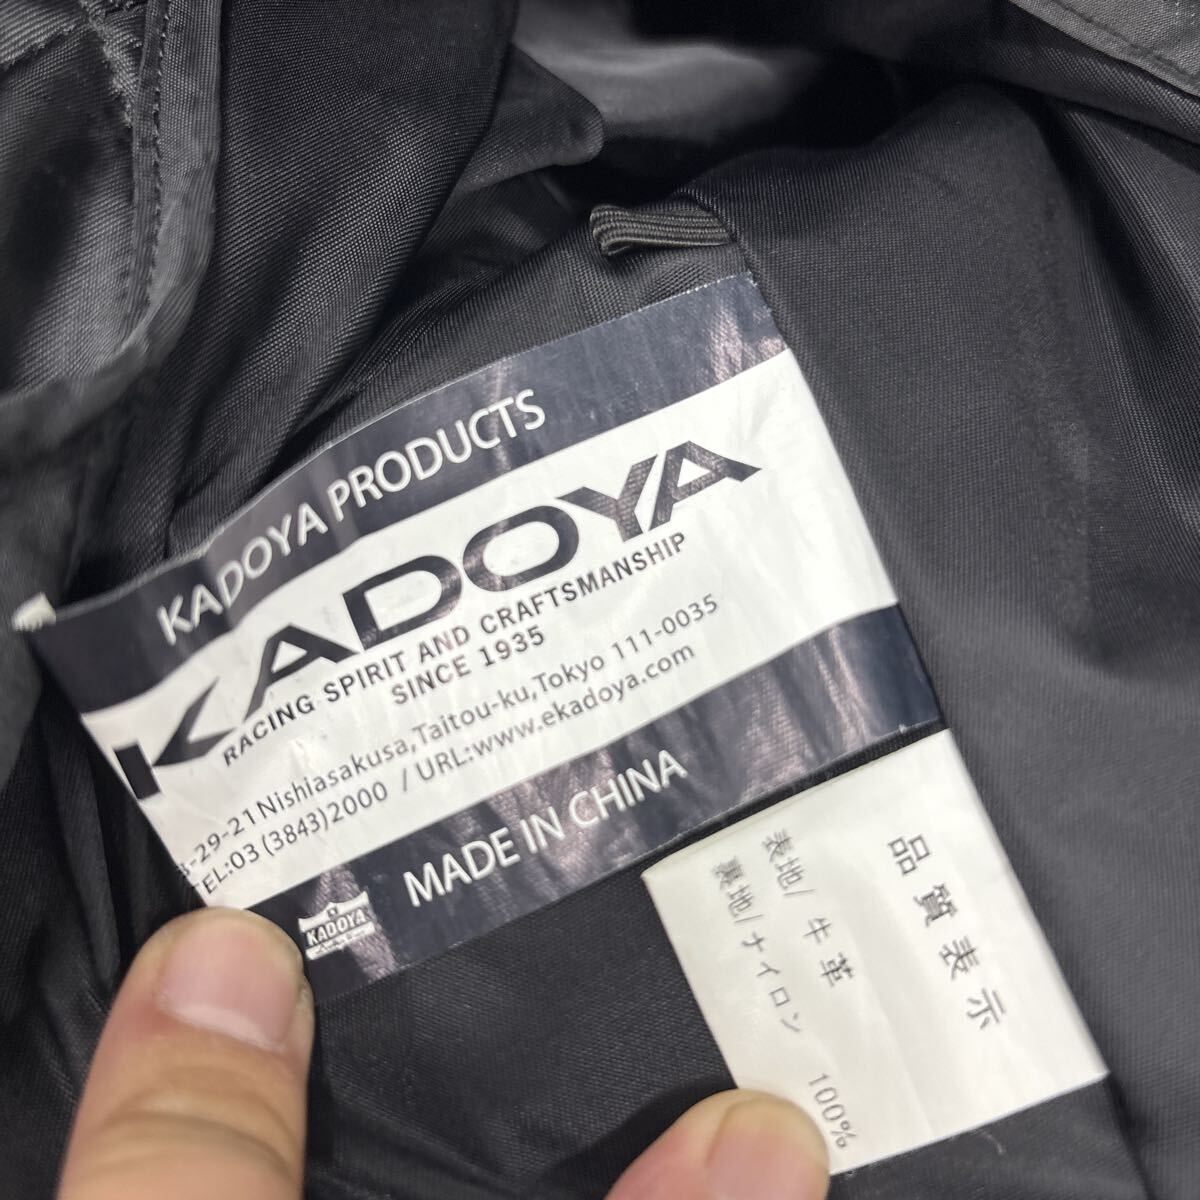 KADOYA PRODUCTS
KADOYA
RACING SPIRIT AND CRAFTSMANSHIP
SINCE 1935
-29-21 Nishiasakusa,Taitou-ku,Tokyo 111-0035
TEL:03 (3843)2000 / URL:www.ekadoya.com
MADE IN CHINA
KADOYA
品質表示
表地/ 牛革
裏地/ナイロン 100%